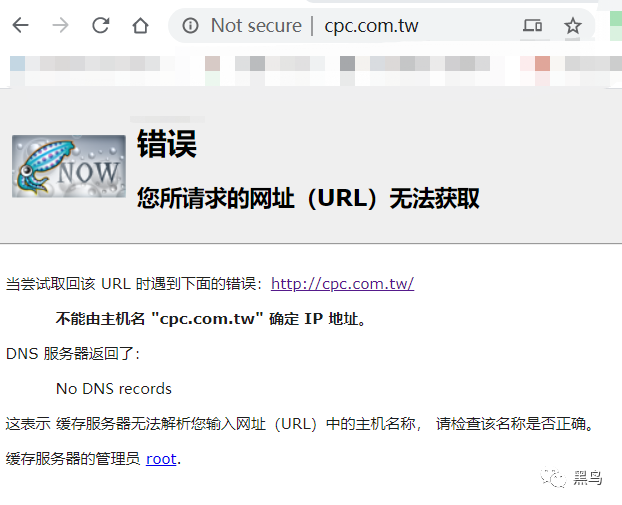 Not secure | cpc.com.tw
NOW
错误
您所请求的网址（URL）无法获取
当尝试取回该 URL 时遇到下面的错误：http://cpc.com.tw/
不能由主机名 "cpc.com.tw" 确定 IP 地址。
DNS 服务器返回了：
No DNS records
这表示 缓存服务器无法解析您输入网址（URL）中的主机名称， 请检查该名称是否正确。
缓存服务器的管理员 root.
黑鸟